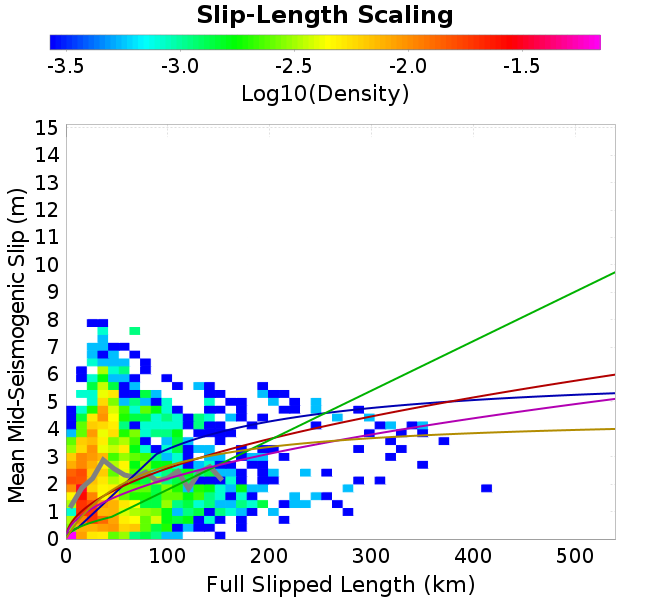 Slip-Length Scaling
-3.5 -3.0 -2.5 -2.0 -1.5
Log10(Density)
15
14
13
12
11
10
9
8
7
6
5
4
3
2
1
0
Mean Mid-Seismogenic Slip (m)
0 100 200 300 400 500
Full Slipped Length (km)